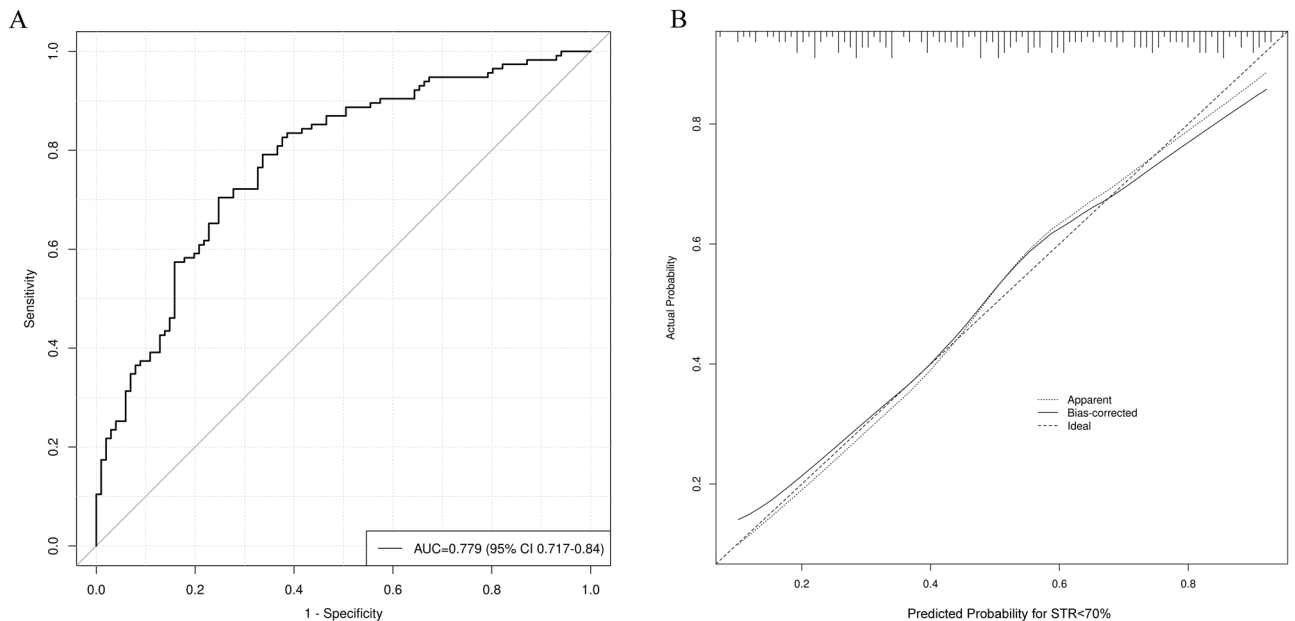 A
1.0
0.8
0.6
0.4
0.2
0.0
Sensitivity
AUC=0.779 (95% CI 0.717-0.84)
0.0 0.2 0.4 0.6 0.8 1.0
1 - Specificity
B
0.8
0.6
0.4
0.2
Actual Probability
Apparent
Bias-corrected
Ideal
0.2 0.4 0.6 0.8
Predicted Probability for STR<70%